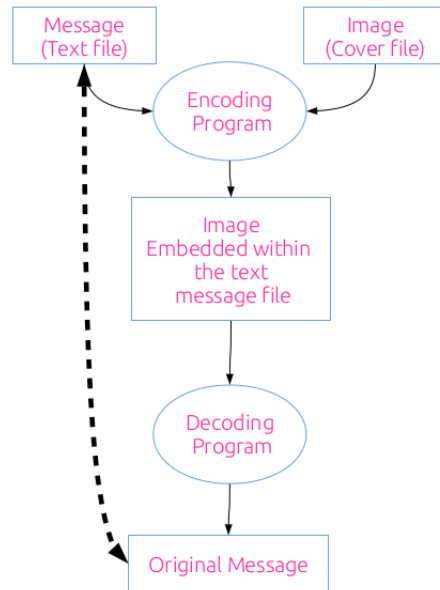 Message
(Text file)
Image
(Cover file)
Encoding
Program
Image
Embedded within
the text
message file
Decoding
Program
Original Message